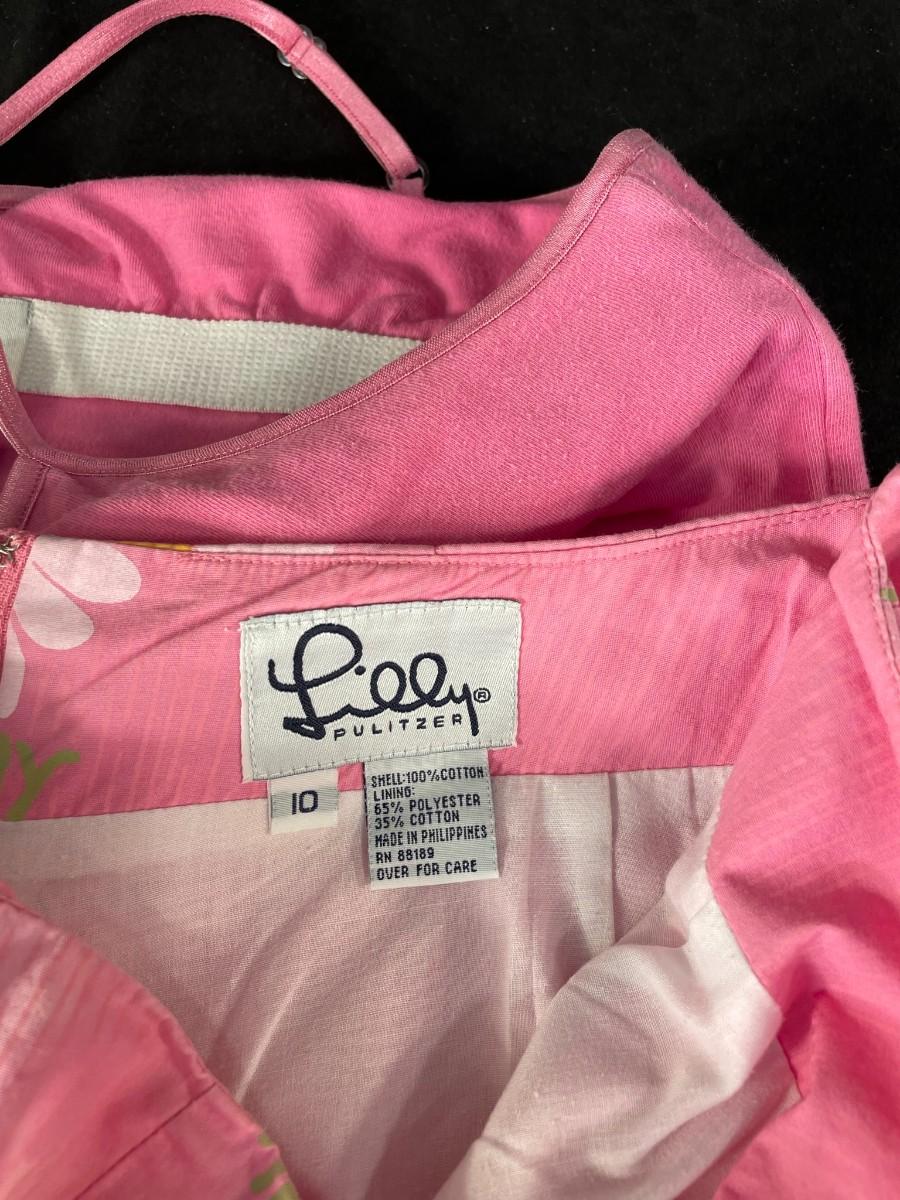 Lilly®
PULITZER
10
SHELL:100%COTTON
LINING:
65% POLYESTER
35% COTTON
MADE IN PHILIPPINES
RN 88189
OVER FOR CARE